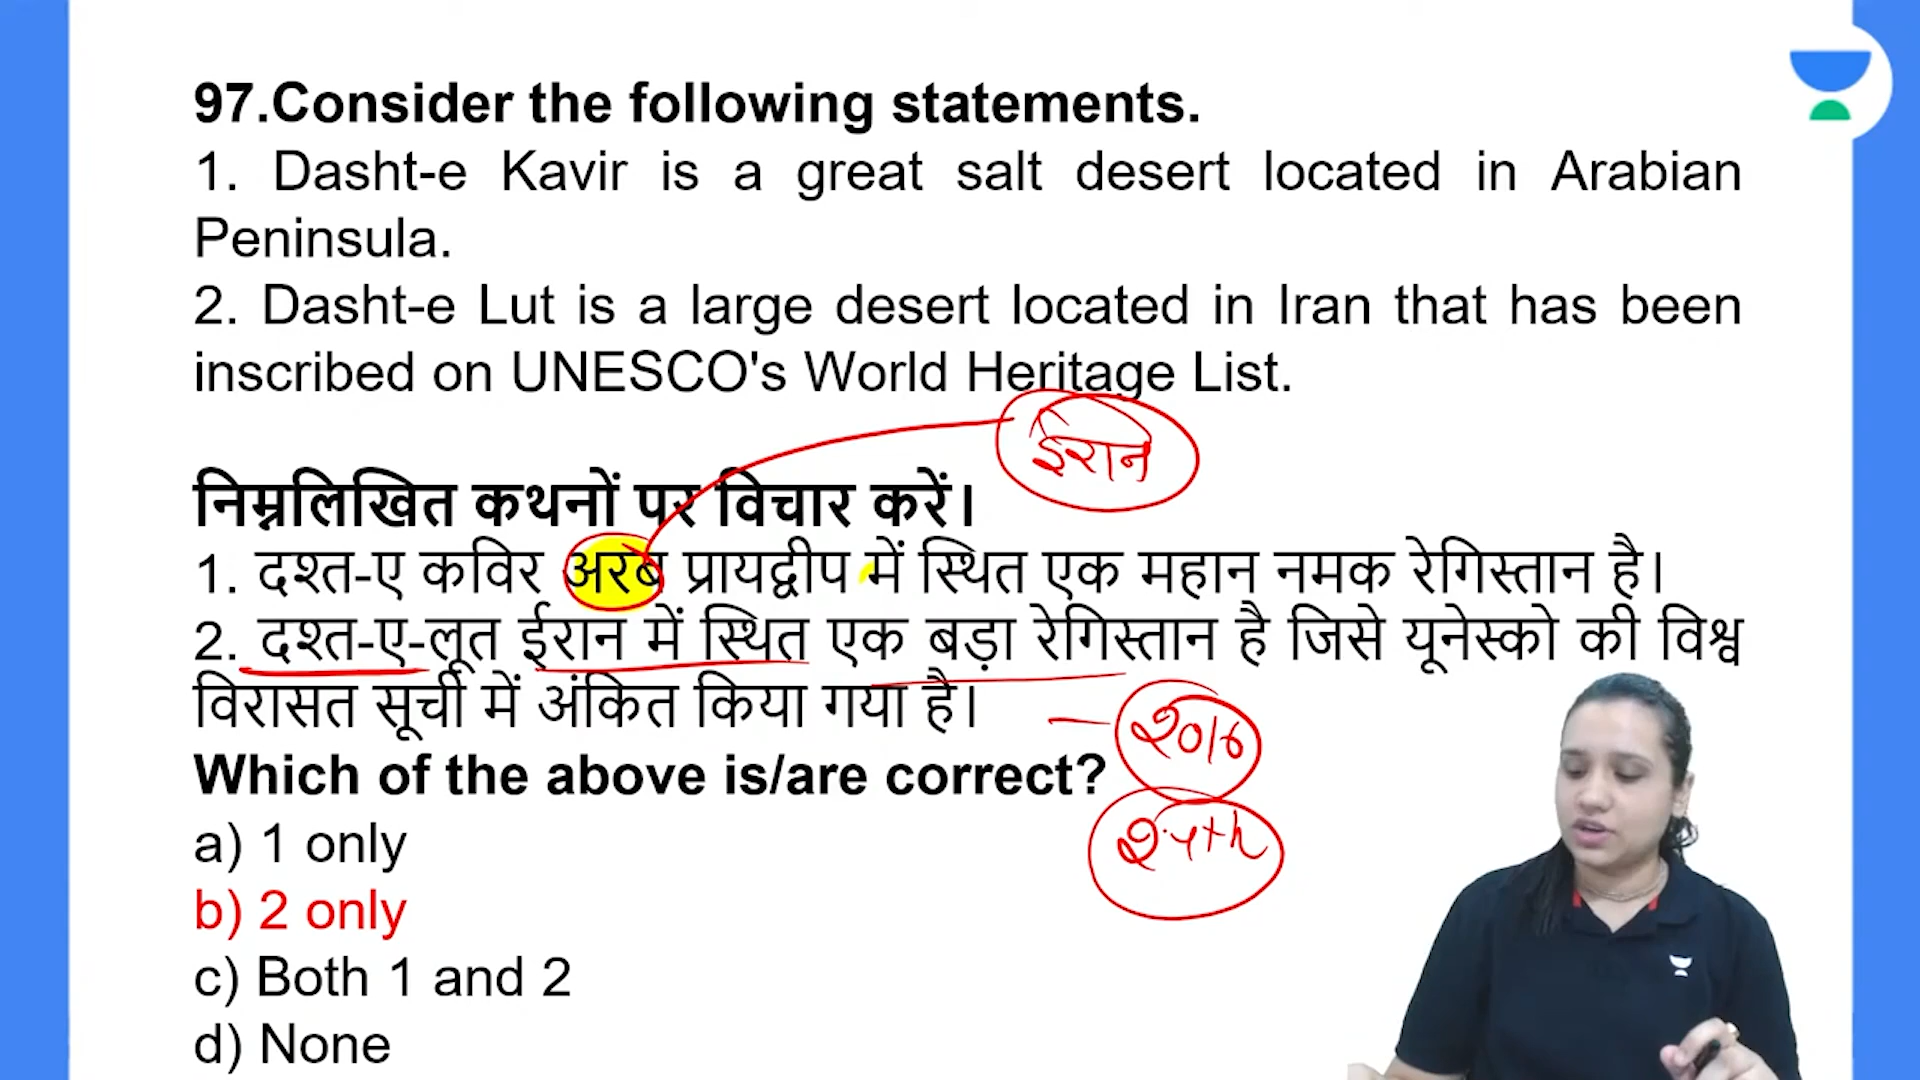 97.Consider the following statements.
1. Dasht-e Kavir is a great salt desert located in Arabian
Peninsula.
2. Dasht-e Lut is a large desert located in Iran that has been
inscribed on UNESCO's World Heritage List.
ईरान
निम्नलिखित कथनों पर विचार करें।
1. दश्त-ए कविर अरब प्रायद्वीप में स्थित एक महान नमक रेगिस्तान है।
2. दश्त-ए-लूत ईरान में स्थित एक बड़ा रेगिस्तान है जिसे यूनेस्को की विश्व
विरासत सूची में अंकित किया गया है।
2016
Which of the above is/are correct?
a) 1 only
b) 2 only
c) Both 1 and 2
d) None